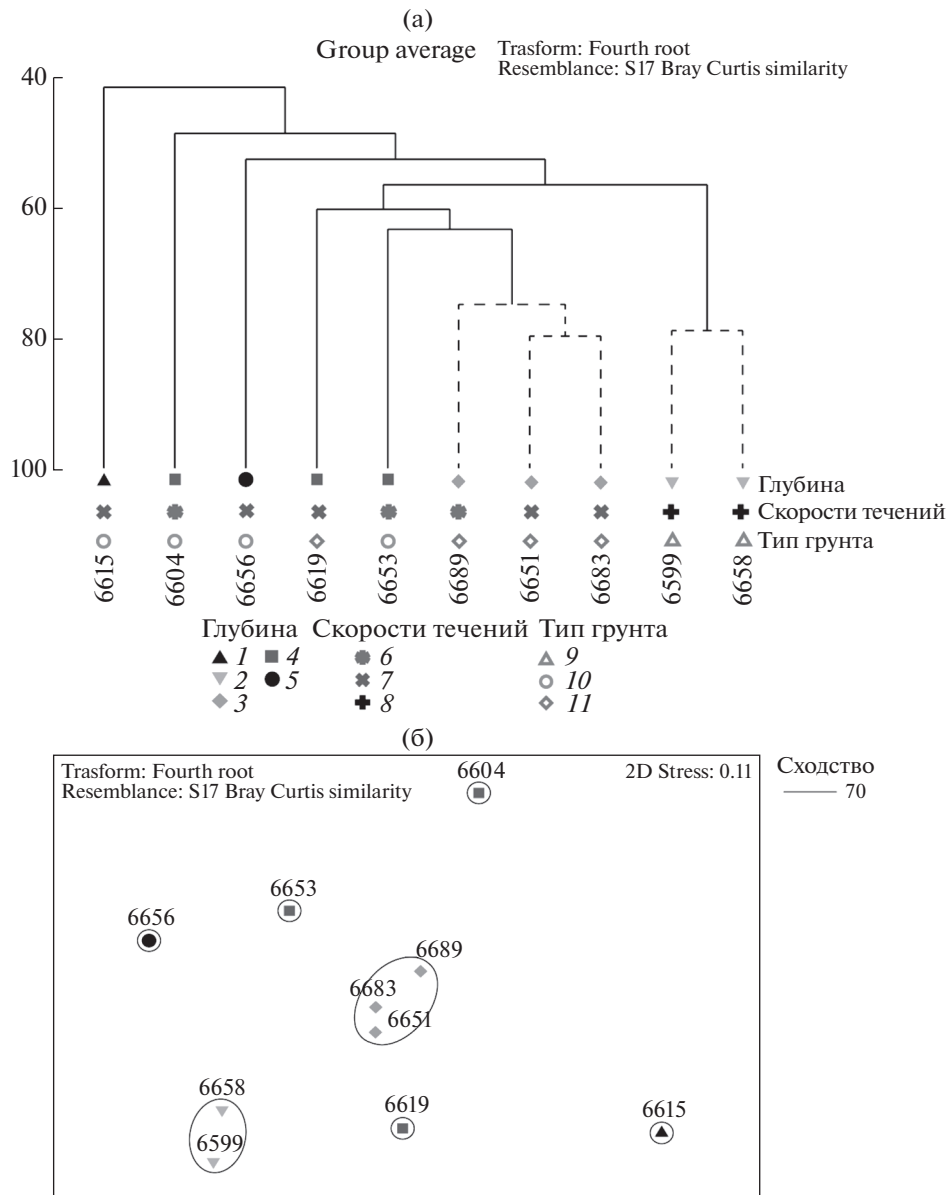 (а)
Group average
Trasform: Fourth root
Resemblance: S17 Bray Curtis similarity
40
60
80
100
Глубина
Скорости течений
Тип грунта
6615 6604 6656 6619 6653 6689 6651 6683 6599 6658
Глубина Скорости течений Тип грунта
1 4 6 9
2 5 7 10
3 8 11
(б)
Trasform: Fourth root
Resemblance: S17 Bray Curtis similarity
2D Stress: 0.11
Сходство
70
6604
6653
6656
6689
6683
6651
6658
6599
6619
6615